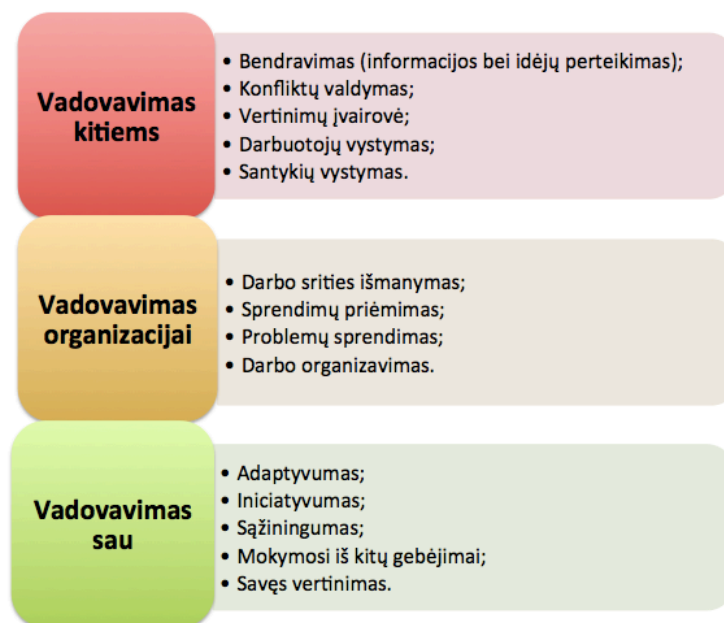 Vadovavimas
kitiems
• Bendravimas (informacijos bei idėjų perteikimas);
• Konfliktų valdymas;
• Vertinimų įvairovė;
• Darbuotojų vystymas;
• Santykių vystymas.
Vadovavimas
organizacijai
• Darbo srities išmanymas;
• Sprendimų priėmimas;
• Problemų sprendimas;
• Darbo organizavimas.
Vadovavimas
sau
• Adaptyvumas;
• Iniciatyvumas;
• Sąžiningumas;
• Mokymosi iš kitų gebėjimai;
• Savęs vertinimas.